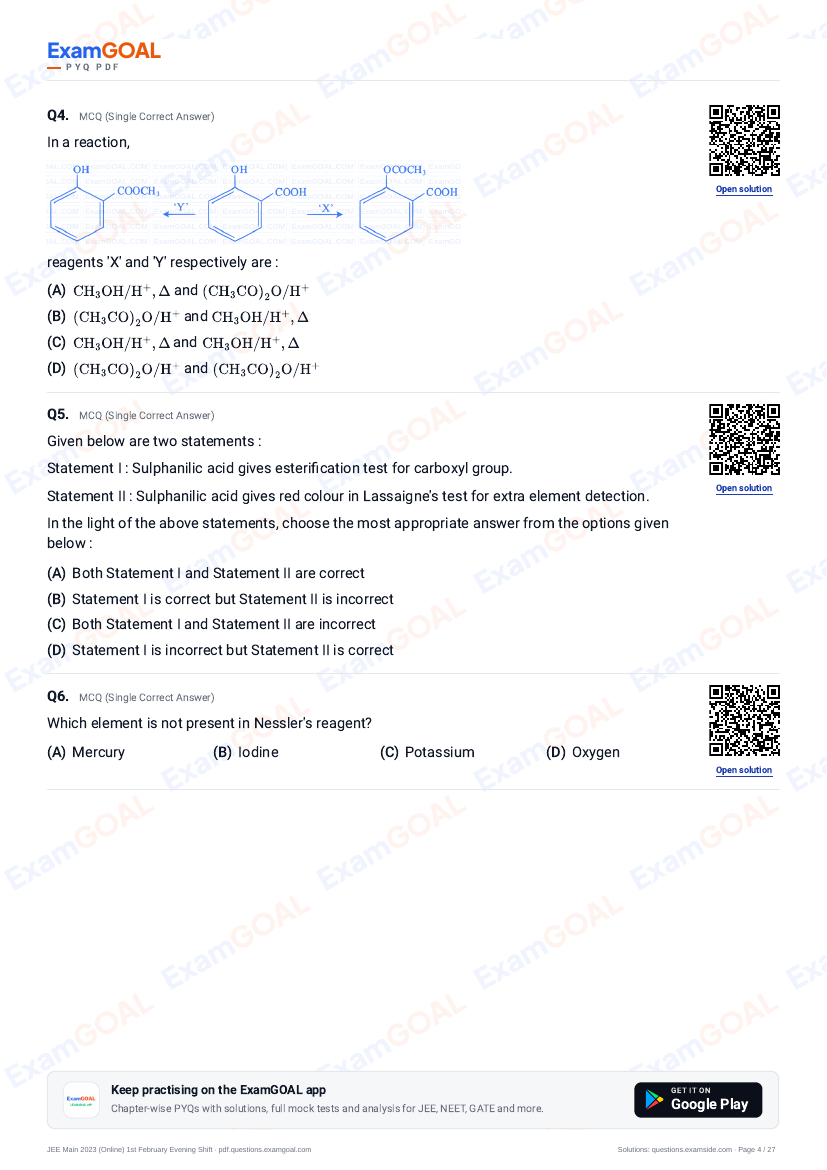 ExamGOAL
PYQ PDF
Q4. MCQ (Single Correct Answer)
Open solution
In a reaction,
OH COOCH₃ 'Y' OH COOH 'X' OCOCH₃ COOH
reagents 'X' and 'Y' respectively are :
(A) CH₃OH/H⁺, Δ and (CH₃CO)₂O/H⁺
(B) (CH₃CO)₂O/H⁺ and CH₃OH/H⁺, Δ
(C) CH₃OH/H⁺, Δ and CH₃OH/H⁺, Δ
(D) (CH₃CO)₂O/H⁺ and (CH₃CO)₂O/H⁺
Q5. MCQ (Single Correct Answer)
Open solution
Given below are two statements :
Statement I : Sulphanilic acid gives esterification test for carboxyl group.
Statement II : Sulphanilic acid gives red colour in Lassaigne's test for extra element detection.
In the light of the above statements, choose the most appropriate answer from the options given
below :
(A) Both Statement I and Statement II are correct
(B) Statement I is correct but Statement II is incorrect
(C) Both Statement I and Statement II are incorrect
(D) Statement I is incorrect but Statement II is correct
Q6. MCQ (Single Correct Answer)
Open solution
Which element is not present in Nessler's reagent?
(A) Mercury (B) Iodine (C) Potassium (D) Oxygen
Keep practising on the ExamGOAL app
Chapter-wise PYQs with solutions, full mock tests and analysis for JEE, NEET, GATE and more.
GET IT ON
Google Play
JEE Main 2023 (Online) 1st February Evening Shift · pdf.questions.examgoal.com
Solutions: questions.examside.com · Page 4 / 27